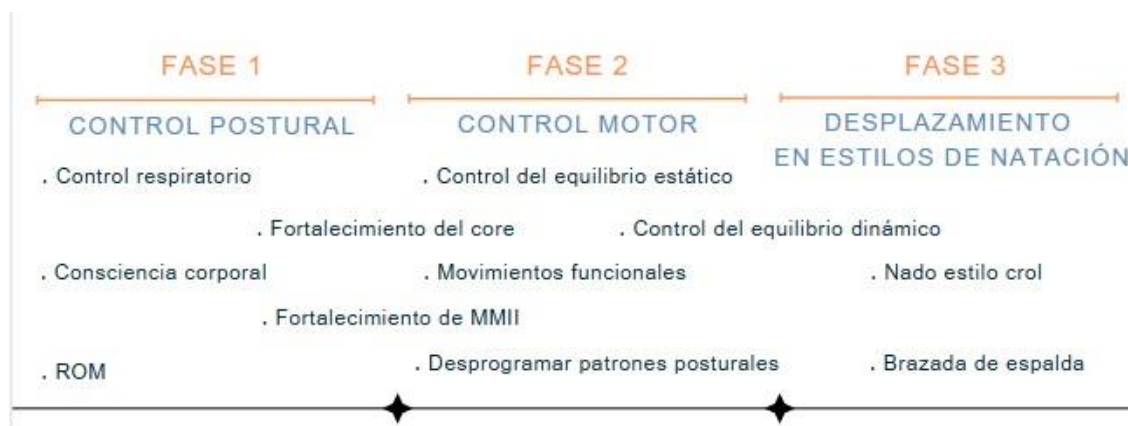 FASE 1
FASE 2
FASE 3
CONTROL POSTURAL
CONTROL MOTOR
DESPLAZAMIENTO
EN ESTILOS DE NATACIÓN
. Control respiratorio
. Control del equilibrio estático
. Fortalecimiento del core
. Control del equilibrio dinámico
. Consciencia corporal
. Movimientos funcionales
. Nado estilo crol
. Fortalecimiento de MMII
. ROM
. Desprogramar patrones posturales
. Brazada de espalda